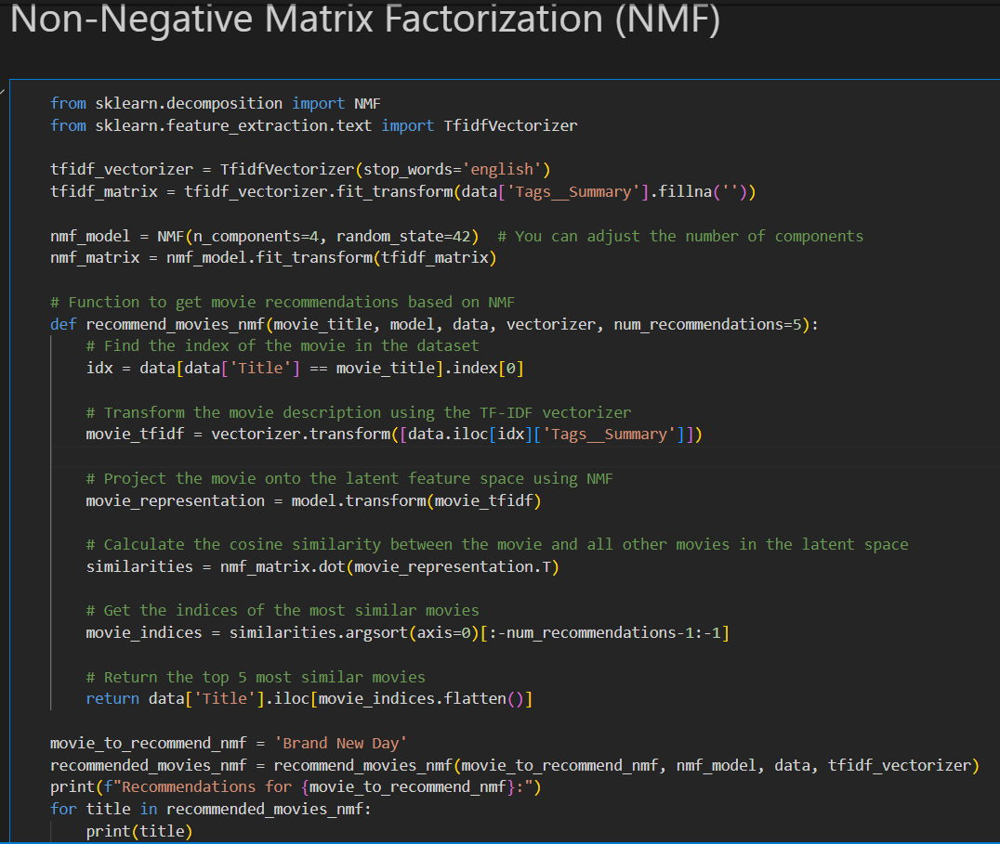 Non-Negative Matrix Factorization (NMF)
from sklearn.decomposition import NMF
from sklearn.feature_extraction.text import TfidfVectorizer
tfidf_vectorizer = TfidfVectorizer(stop_words='english')
tfidf_matrix = tfidf_vectorizer.fit_transform(data['Tags__Summary'].fillna(''))
nmf_model = NMF(n_components=4, random_state=42)  # You can adjust the number of components
nmf_matrix = nmf_model.fit_transform(tfidf_matrix)
# Function to get movie recommendations based on NMF
def recommend_movies_nmf(movie_title, model, data, vectorizer, num_recommendations=5):
    # Find the index of the movie in the dataset
    idx = data[data['Title'] == movie_title].index[0]
    # Transform the movie description using the TF-IDF vectorizer
    movie_tfidf = vectorizer.transform([data.iloc[idx]['Tags__Summary']])
    # Project the movie onto the latent feature space using NMF
    movie_representation = model.transform(movie_tfidf)
    # Calculate the cosine similarity between the movie and all other movies in the latent space
    similarities = nmf_matrix.dot(movie_representation.T)
    # Get the indices of the most similar movies
    movie_indices = similarities.argsort(axis=0)[:-num_recommendations-1:-1]
    # Return the top 5 most similar movies
    return data['Title'].iloc[movie_indices.flatten()]
movie_to_recommend_nmf = 'Brand New Day'
recommended_movies_nmf = recommend_movies_nmf(movie_to_recommend_nmf, nmf_model, data, tfidf_vectorizer)
print(f"Recommendations for {movie_to_recommend_nmf}:")
for title in recommended_movies_nmf:
    print(title)